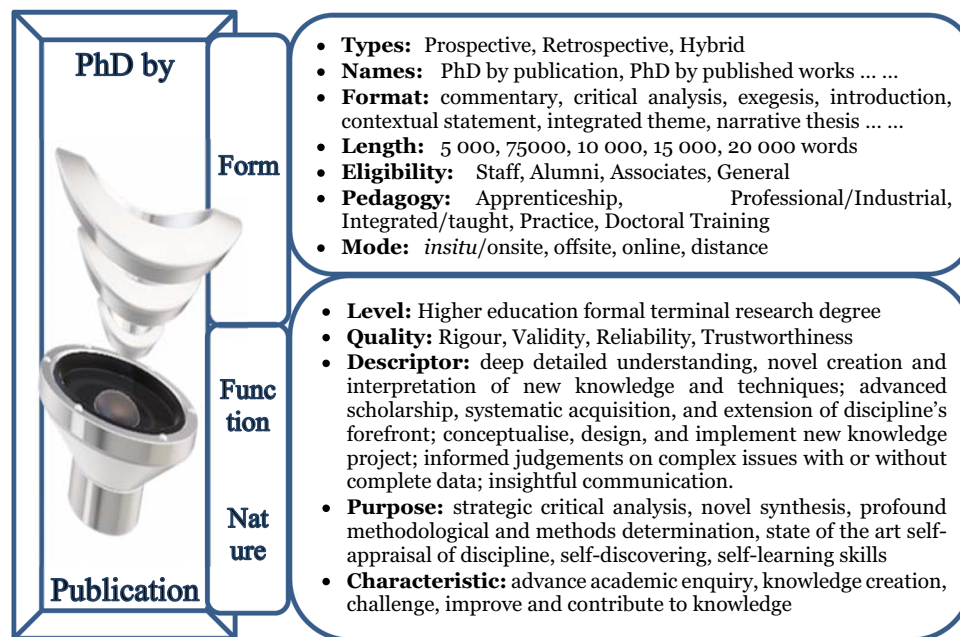 PhD by
Publication
Form
Func
tion
Nat
ure
• Types: Prospective, Retrospective, Hybrid
• Names: PhD by publication, PhD by published works ... ...
• Format: commentary, critical analysis, exegesis, introduction,
contextual statement, integrated theme, narrative thesis ... ...
• Length: 5 000, 75000, 10 000, 15 000, 20 000 words
• Eligibility: Staff, Alumni, Associates, General
• Pedagogy: Apprenticeship, Professional/Industrial,
Integrated/taught, Practice, Doctoral Training
• Mode: insitu/onsite, offsite, online, distance
• Level: Higher education formal terminal research degree
• Quality: Rigour, Validity, Reliability, Trustworthiness
• Descriptor: deep detailed understanding, novel creation and
interpretation of new knowledge and techniques; advanced
scholarship, systematic acquisition, and extension of discipline's
forefront; conceptualise, design, and implement new knowledge
project; informed judgements on complex issues with or without
complete data; insightful communication.
• Purpose: strategic critical analysis, novel synthesis, profound
methodological and methods determination, state of the art self-
appraisal of discipline, self-discovering, self-learning skills
• Characteristic: advance academic enquiry, knowledge creation,
challenge, improve and contribute to knowledge